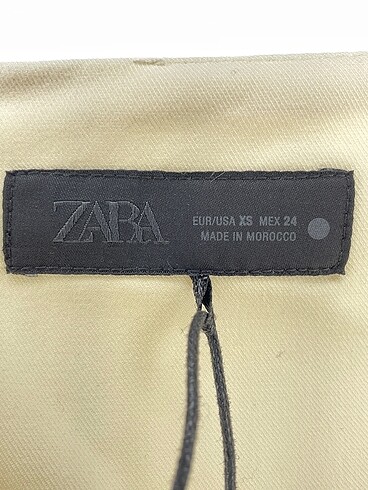 ZARA
EUR/USA XS MEX 24
MADE IN MOROCCO